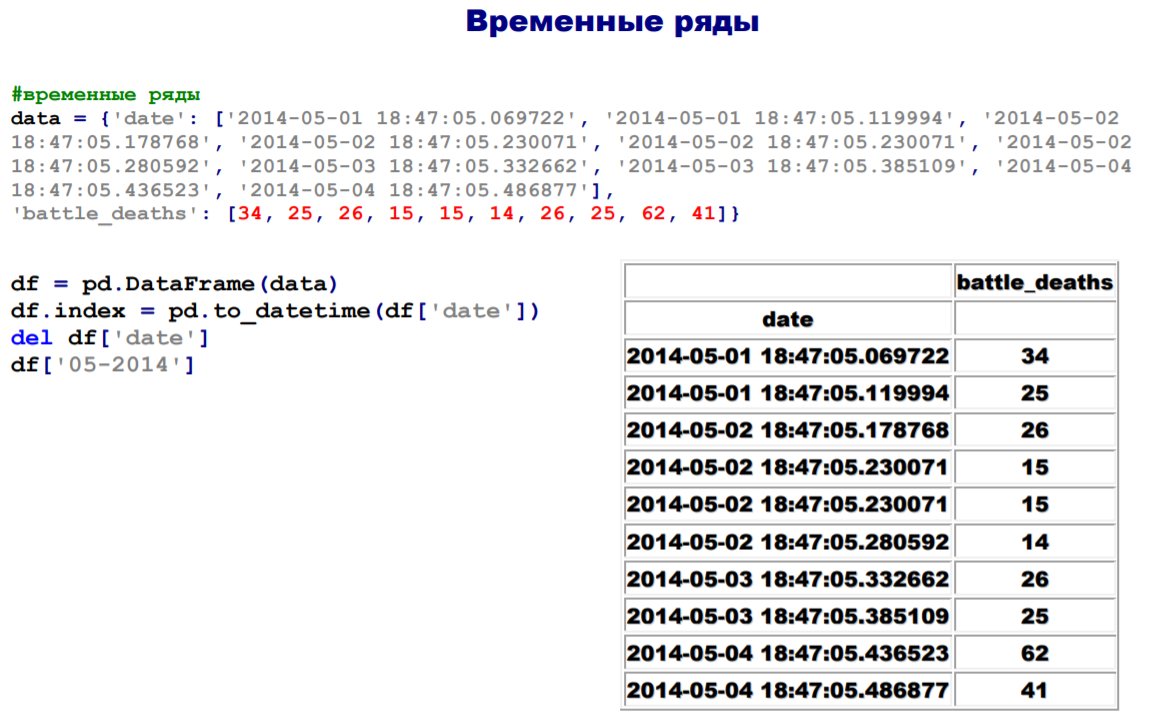 Временные ряды
#временные ряды
data = {'date': ['2014-05-01 18:47:05.069722', '2014-05-01 18:47:05.119994', '2014-05-02
18:47:05.178768', '2014-05-02 18:47:05.230071', '2014-05-02 18:47:05.230071', '2014-05-02
18:47:05.280592', '2014-05-03 18:47:05.332662', '2014-05-03 18:47:05.385109', '2014-05-04
18:47:05.436523', '2014-05-04 18:47:05.486877'],
'battle_deaths': [34, 25, 26, 15, 15, 14, 26, 25, 62, 41]}
df = pd.DataFrame(data)
df.index = pd.to_datetime(df['date'])
del df['date']
df['05-2014']
battle_deaths
date
2014-05-01 18:47:05.069722 34
2014-05-01 18:47:05.119994 25
2014-05-02 18:47:05.178768 26
2014-05-02 18:47:05.230071 15
2014-05-02 18:47:05.230071 15
2014-05-02 18:47:05.280592 14
2014-05-03 18:47:05.332662 26
2014-05-03 18:47:05.385109 25
2014-05-04 18:47:05.436523 62
2014-05-04 18:47:05.486877 41